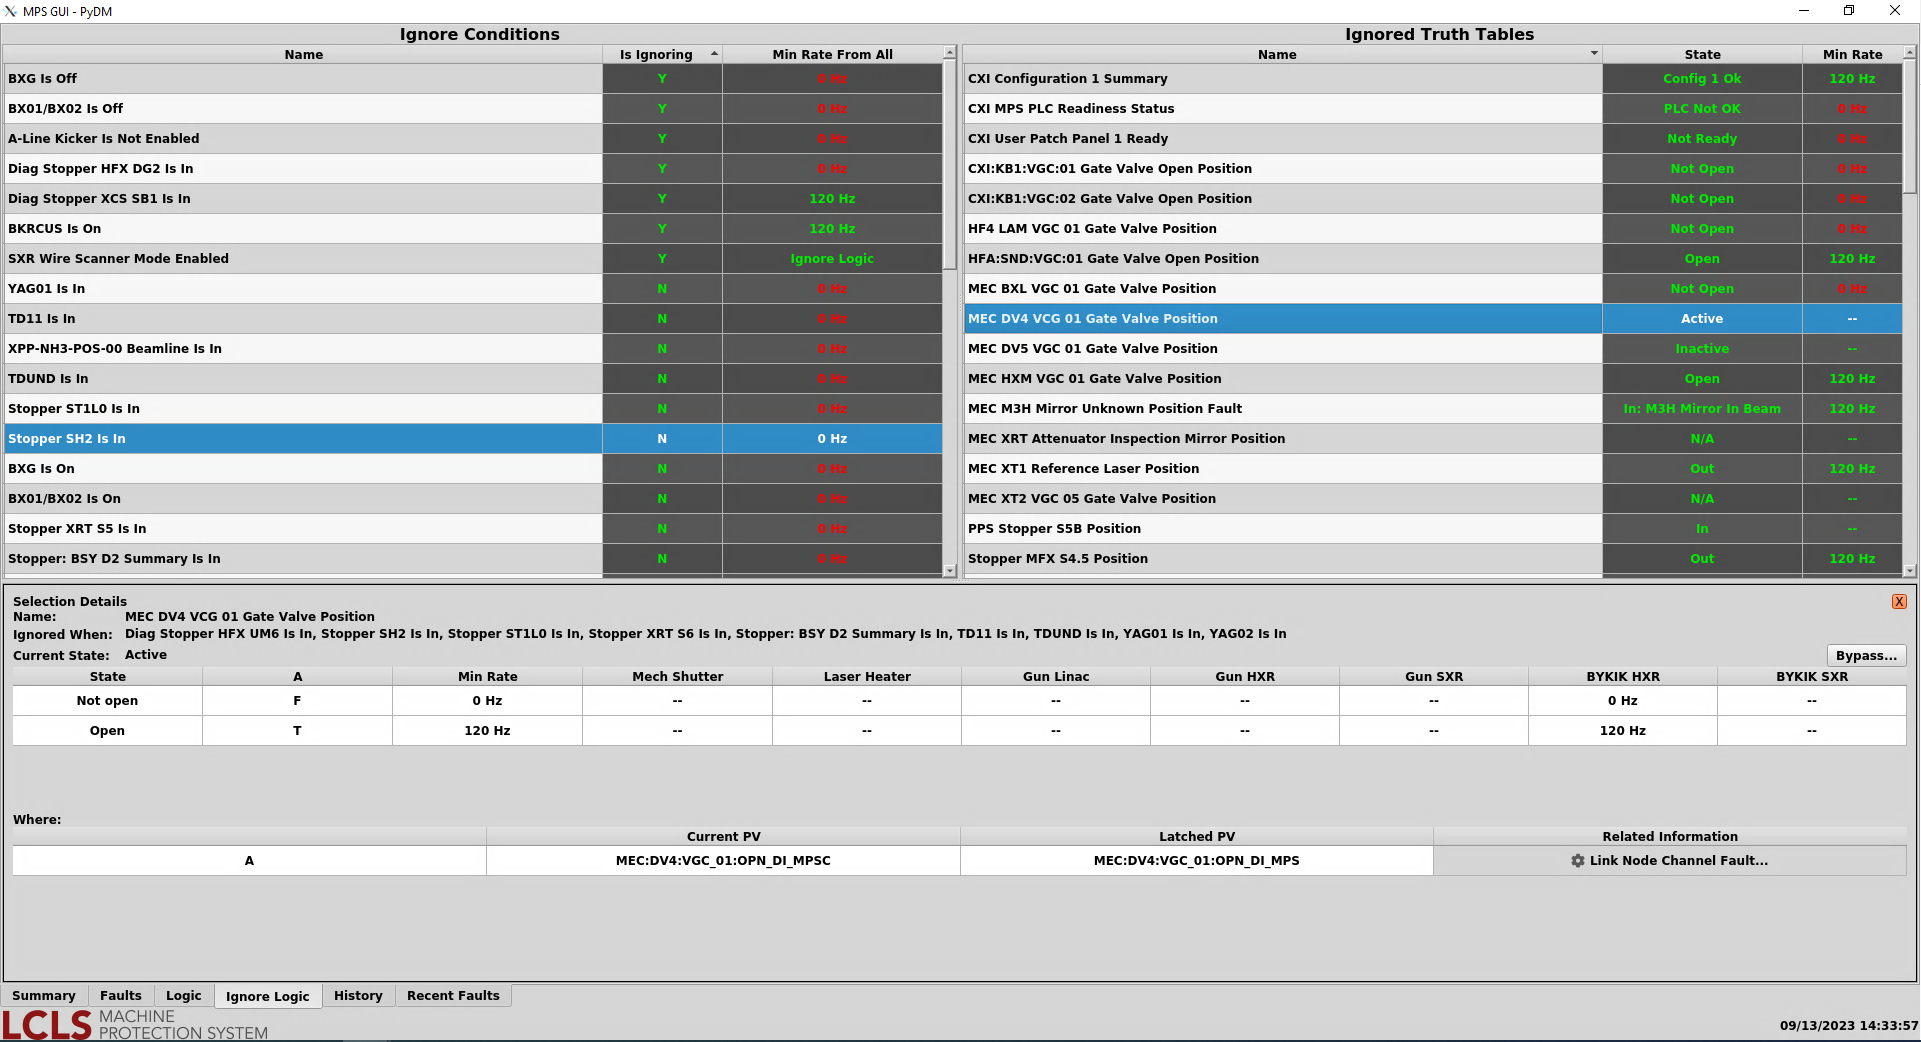 MPS GUI - PyDM
Ignore Conditions
Name Is Ignoring Min Rate From All
BXG Is Off Y 0 Hz
BX01/BX02 Is Off Y 0 Hz
A-Line Kicker Is Not Enabled Y 0 Hz
Diag Stopper HFX DG2 Is In Y 0 Hz
Diag Stopper XCS SB1 Is In Y 120 Hz
BKRCUS Is On Y 120 Hz
SXR Wire Scanner Mode Enabled Y Ignore Logic
YAG01 Is In N 0 Hz
TD11 Is In N 0 Hz
XPP-NH3-POS-00 Beamline Is In N 0 Hz
TDUND Is In N 0 Hz
Stopper ST1L0 Is In N 0 Hz
Stopper SH2 Is In N 0 Hz
BXG Is On N 0 Hz
BX01/BX02 Is On N 0 Hz
Stopper XRT S5 Is In N 0 Hz
Stopper: BSY D2 Summary Is In N 0 Hz
Ignored Truth Tables
Name State Min Rate
CXI Configuration 1 Summary Config 1 Ok 120 Hz
CXI MPS PLC Readiness Status PLC Not OK 0 Hz
CXI User Patch Panel 1 Ready Not Ready 0 Hz
CXI:KB1:VGC:01 Gate Valve Open Position Not Open 0 Hz
CXI:KB1:VGC:02 Gate Valve Open Position Not Open 0 Hz
HF4 LAM VGC 01 Gate Valve Position Not Open 0 Hz
HFA:SND:VGC:01 Gate Valve Open Position Open 120 Hz
MEC BXL VGC 01 Gate Valve Position Not Open 0 Hz
MEC DV4 VCG 01 Gate Valve Position Active --
MEC DV5 VGC 01 Gate Valve Position Inactive --
MEC HXM VGC 01 Gate Valve Position Open 120 Hz
MEC M3H Mirror Unknown Position Fault In: M3H Mirror In Beam 120 Hz
MEC XRT Attenuator Inspection Mirror Position N/A --
MEC XT1 Reference Laser Position Out 120 Hz
MEC XT2 VGC 05 Gate Valve Position N/A --
PPS Stopper S5B Position In --
Stopper MFX S4.5 Position Out 120 Hz
Selection Details X
Name: MEC DV4 VCG 01 Gate Valve Position
Ignored When: Diag Stopper HFX UM6 Is In, Stopper SH2 Is In, Stopper ST1L0 Is In, Stopper XRT S6 Is In, Stopper: BSY D2 Summary Is In, TD11 Is In, TDUND Is In, YAG01 Is In, YAG02 Is In
Current State: Active Bypass...
State A Min Rate Mech Shutter Laser Heater Gun Linac Gun HXR Gun SXR BYKIK HXR BYKIK SXR
Not open F 0 Hz -- -- -- -- -- 0 Hz --
Open T 120 Hz -- -- -- -- -- 120 Hz --
Where:
Current PV Latched PV Related Information
A MEC:DV4:VGC_01:OPN_DI_MPSC MEC:DV4:VGC_01:OPN_DI_MPS Link Node Channel Fault...
Summary Faults Logic Ignore Logic History Recent Faults
LCLS MACHINE
PROTECTION SYSTEM
09/13/2023 14:33:57